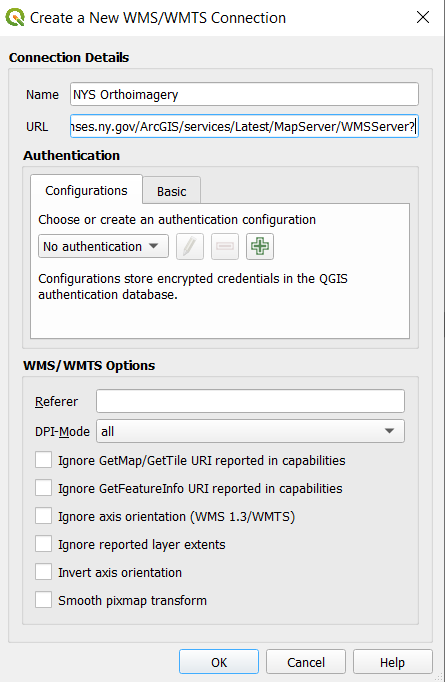 Create a New WMS/WMTS Connection
Connection Details
Name NYS Orthoimagery
URL nses.ny.gov/ArcGIS/services/Latest/MapServer/WMSServer?
Authentication
Configurations Basic
Choose or create an authentication configuration
No authentication
Configurations store encrypted credentials in the QGIS
authentication database.
WMS/WMTS Options
Referer
DPI-Mode all
Ignore GetMap/GetTile URI reported in capabilities
Ignore GetFeatureInfo URI reported in capabilities
Ignore axis orientation (WMS 1.3/WMTS)
Ignore reported layer extents
Invert axis orientation
Smooth pixmap transform
OK Cancel Help